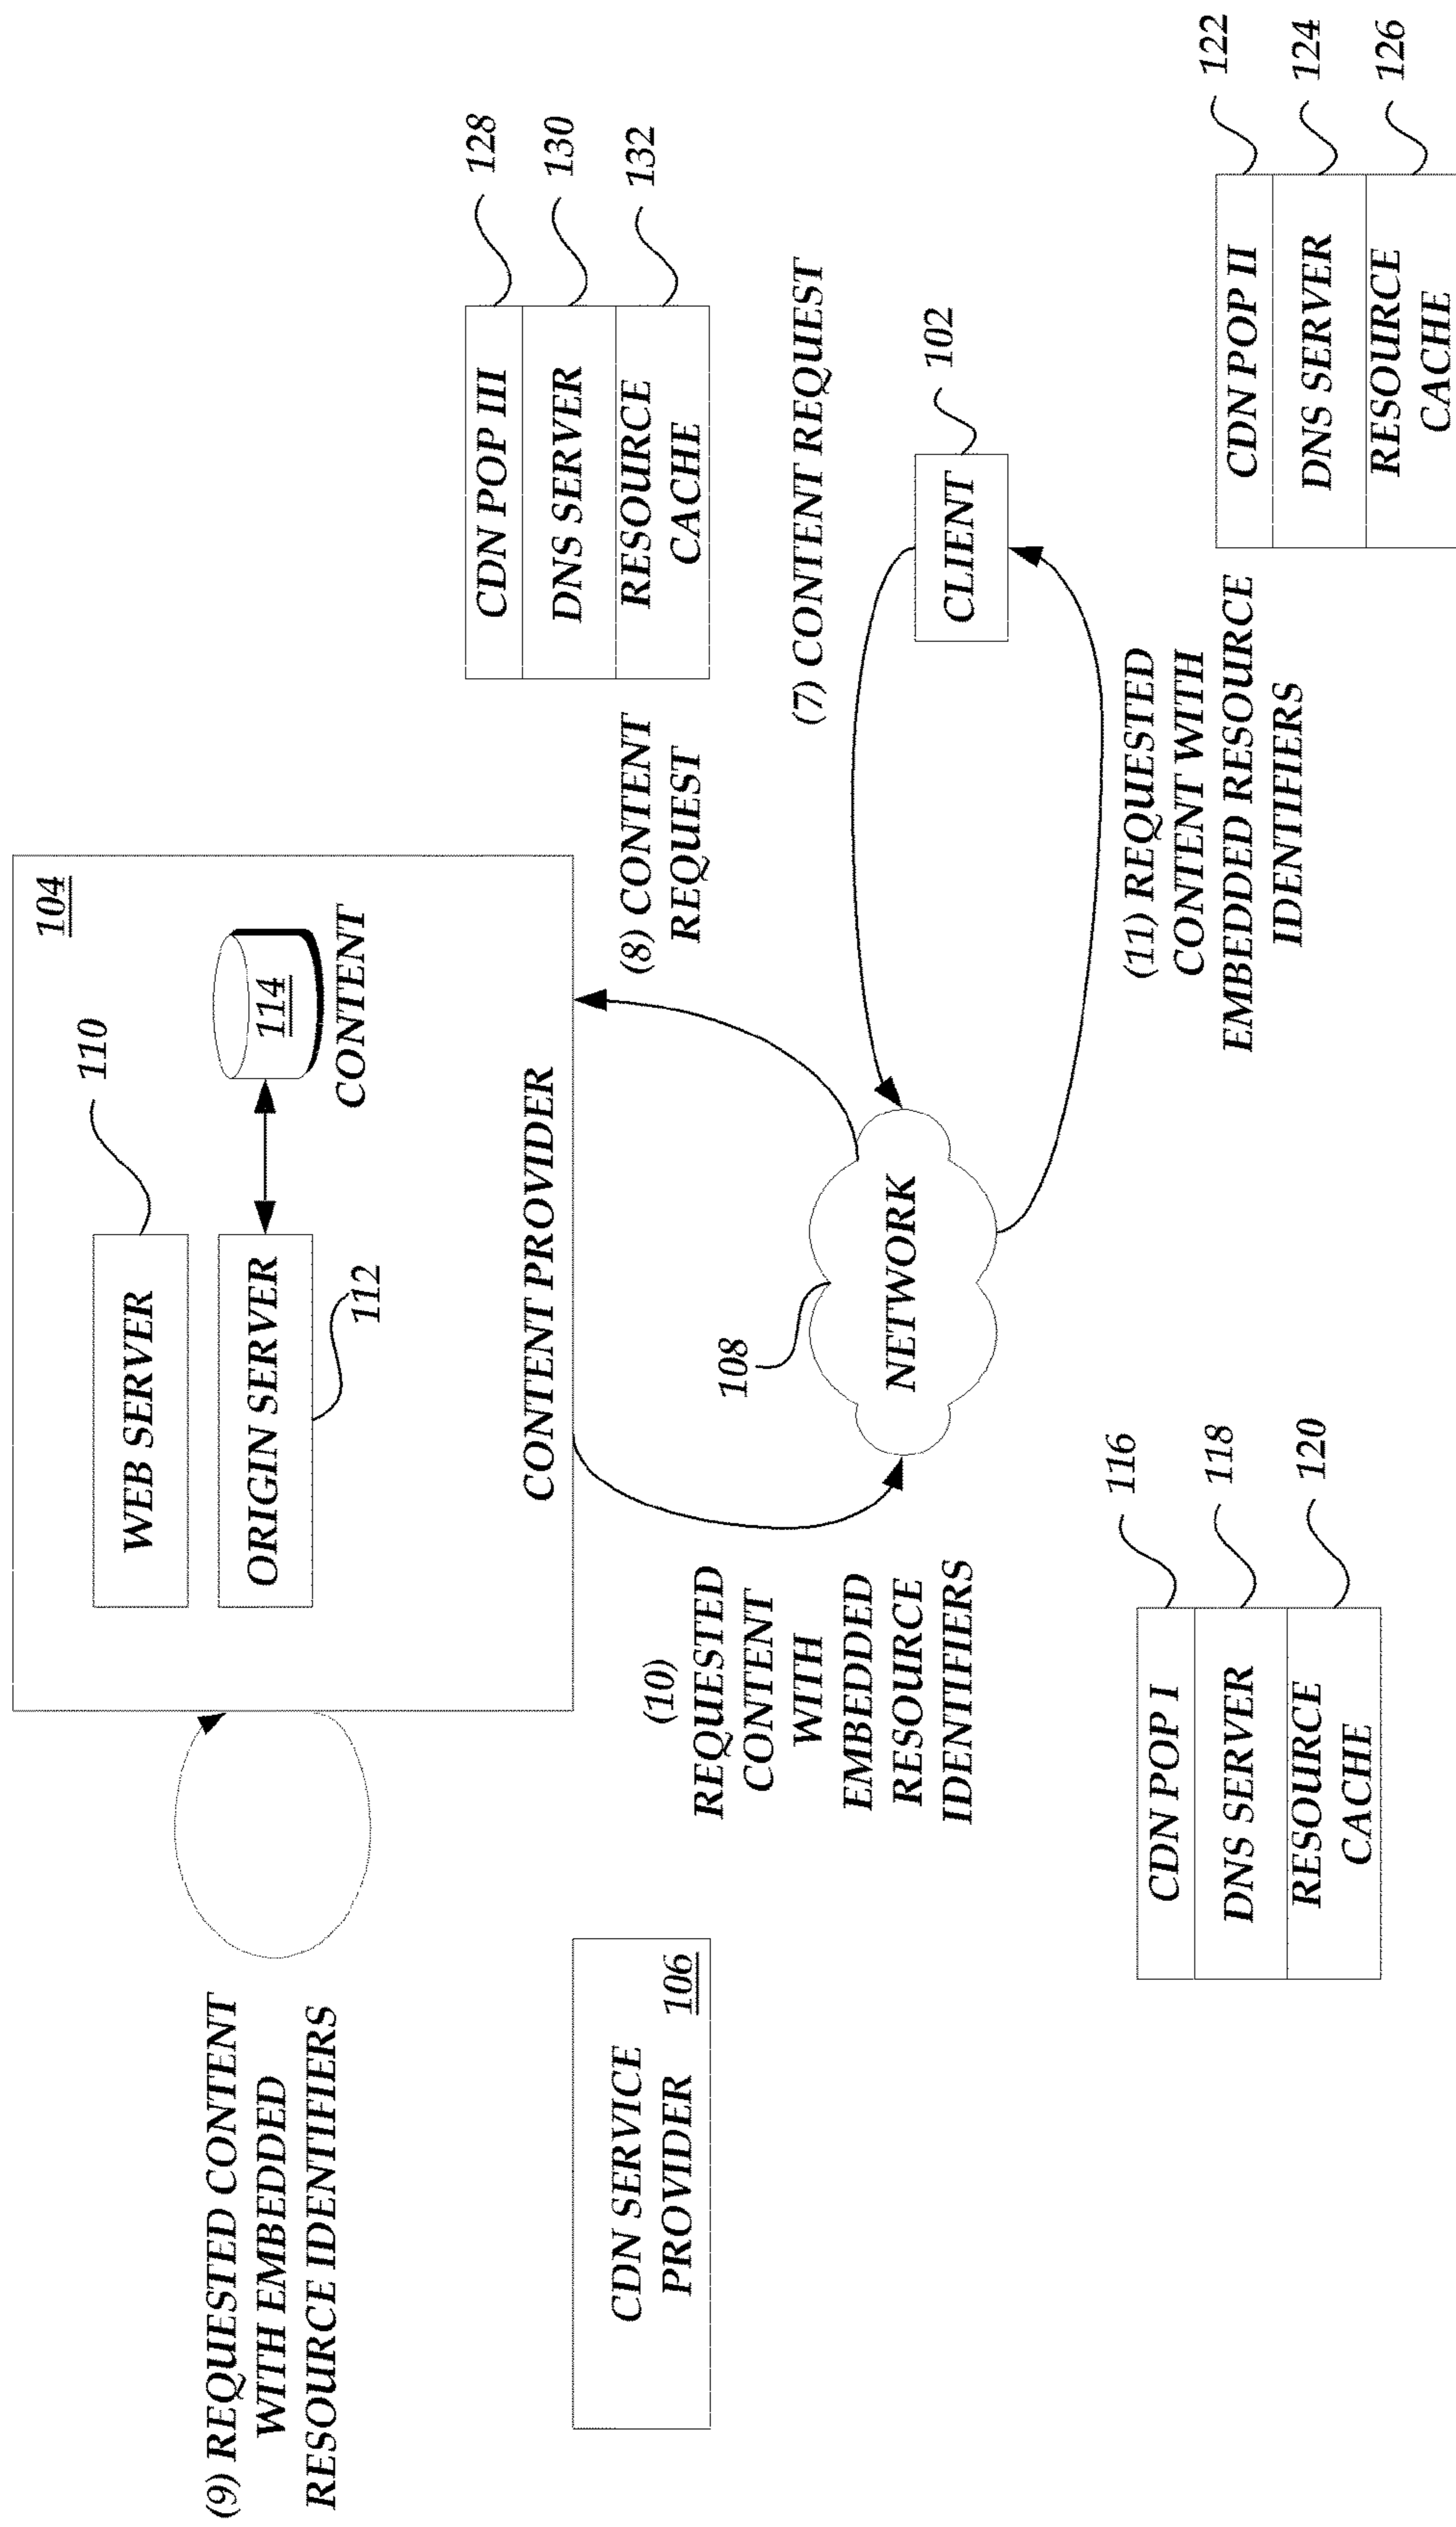 (9) REQUESTED CONTENT
WITH EMBEDDED
RESOURCE IDENTIFIERS
104
WEB SERVER
110
ORIGIN SERVER
112
114
CONTENT
CONTENT PROVIDER
CDN SERVICE
PROVIDER
106
(10)
REQUESTED
CONTENT
WITH
EMBEDDED
RESOURCE
IDENTIFIERS
(8) CONTENT
REQUEST
CDN POP III
128
DNS SERVER
130
RESOURCE
CACHE
132
108
NETWORK
(7) CONTENT REQUEST
CLIENT
102
(11) REQUESTED
CONTENT WITH
EMBEDDED RESOURCE
IDENTIFIERS
CDN POP I
116
DNS SERVER
118
RESOURCE
CACHE
120
CDN POP II
122
DNS SERVER
124
RESOURCE
CACHE
126